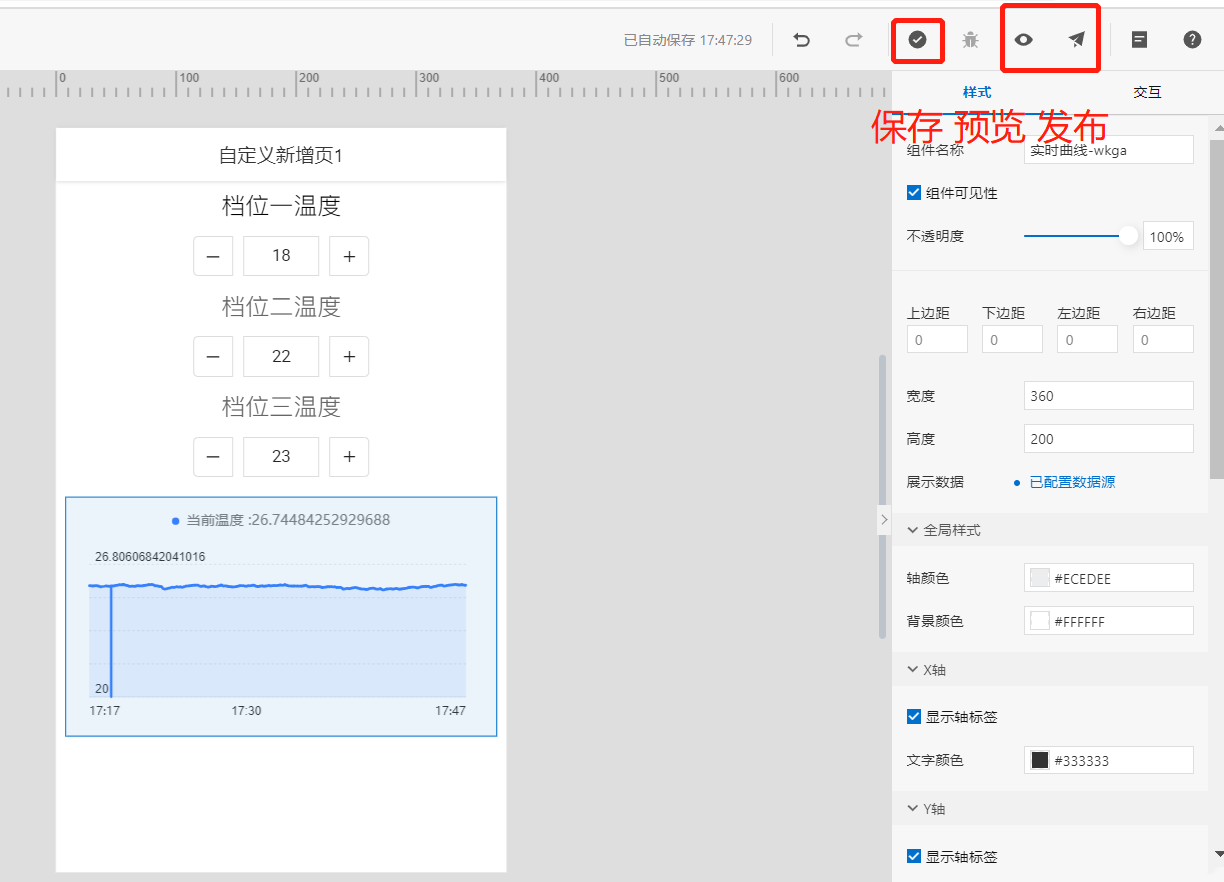 已自动保存 17:47:29
0 100 200 300 400 500 600
样式 交互
保存 预览 发布
自定义新增页1
档位一温度
18
档位二温度
22
档位三温度
23
当前温度 :26.74484252929688
26.80606842041016
20
17:17 17:30 17:47
组件名称 实时曲线-wkga
组件可见性
不透明度 100%
上边距 下边距 左边距 右边距
0 0 0 0
宽度 360
高度 200
展示数据 已配置数据源
全局样式
轴颜色 #ECEDEE
背景颜色 #FFFFFF
X轴
显示轴标签
文字颜色 #333333
Y轴
显示轴标签